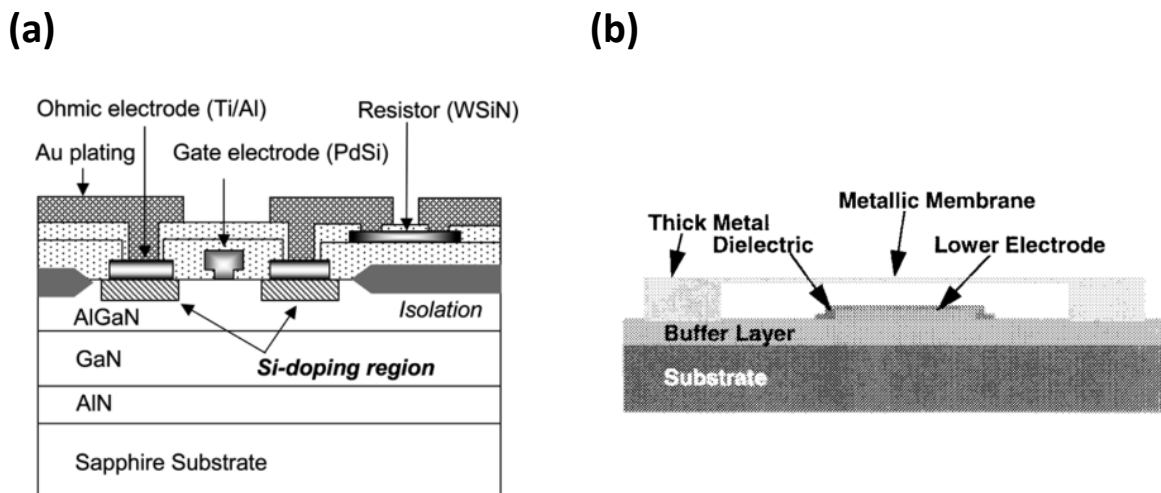 (a)
Ohmic electrode (Ti/Al)
Resistor (WSiN)
Au plating
Gate electrode (PdSi)
Isolation
AlGaN
GaN
Si-doping region
AlN
Sapphire Substrate
(b)
Metallic Membrane
Thick Metal
Dielectric
Lower Electrode
Buffer Layer
Substrate